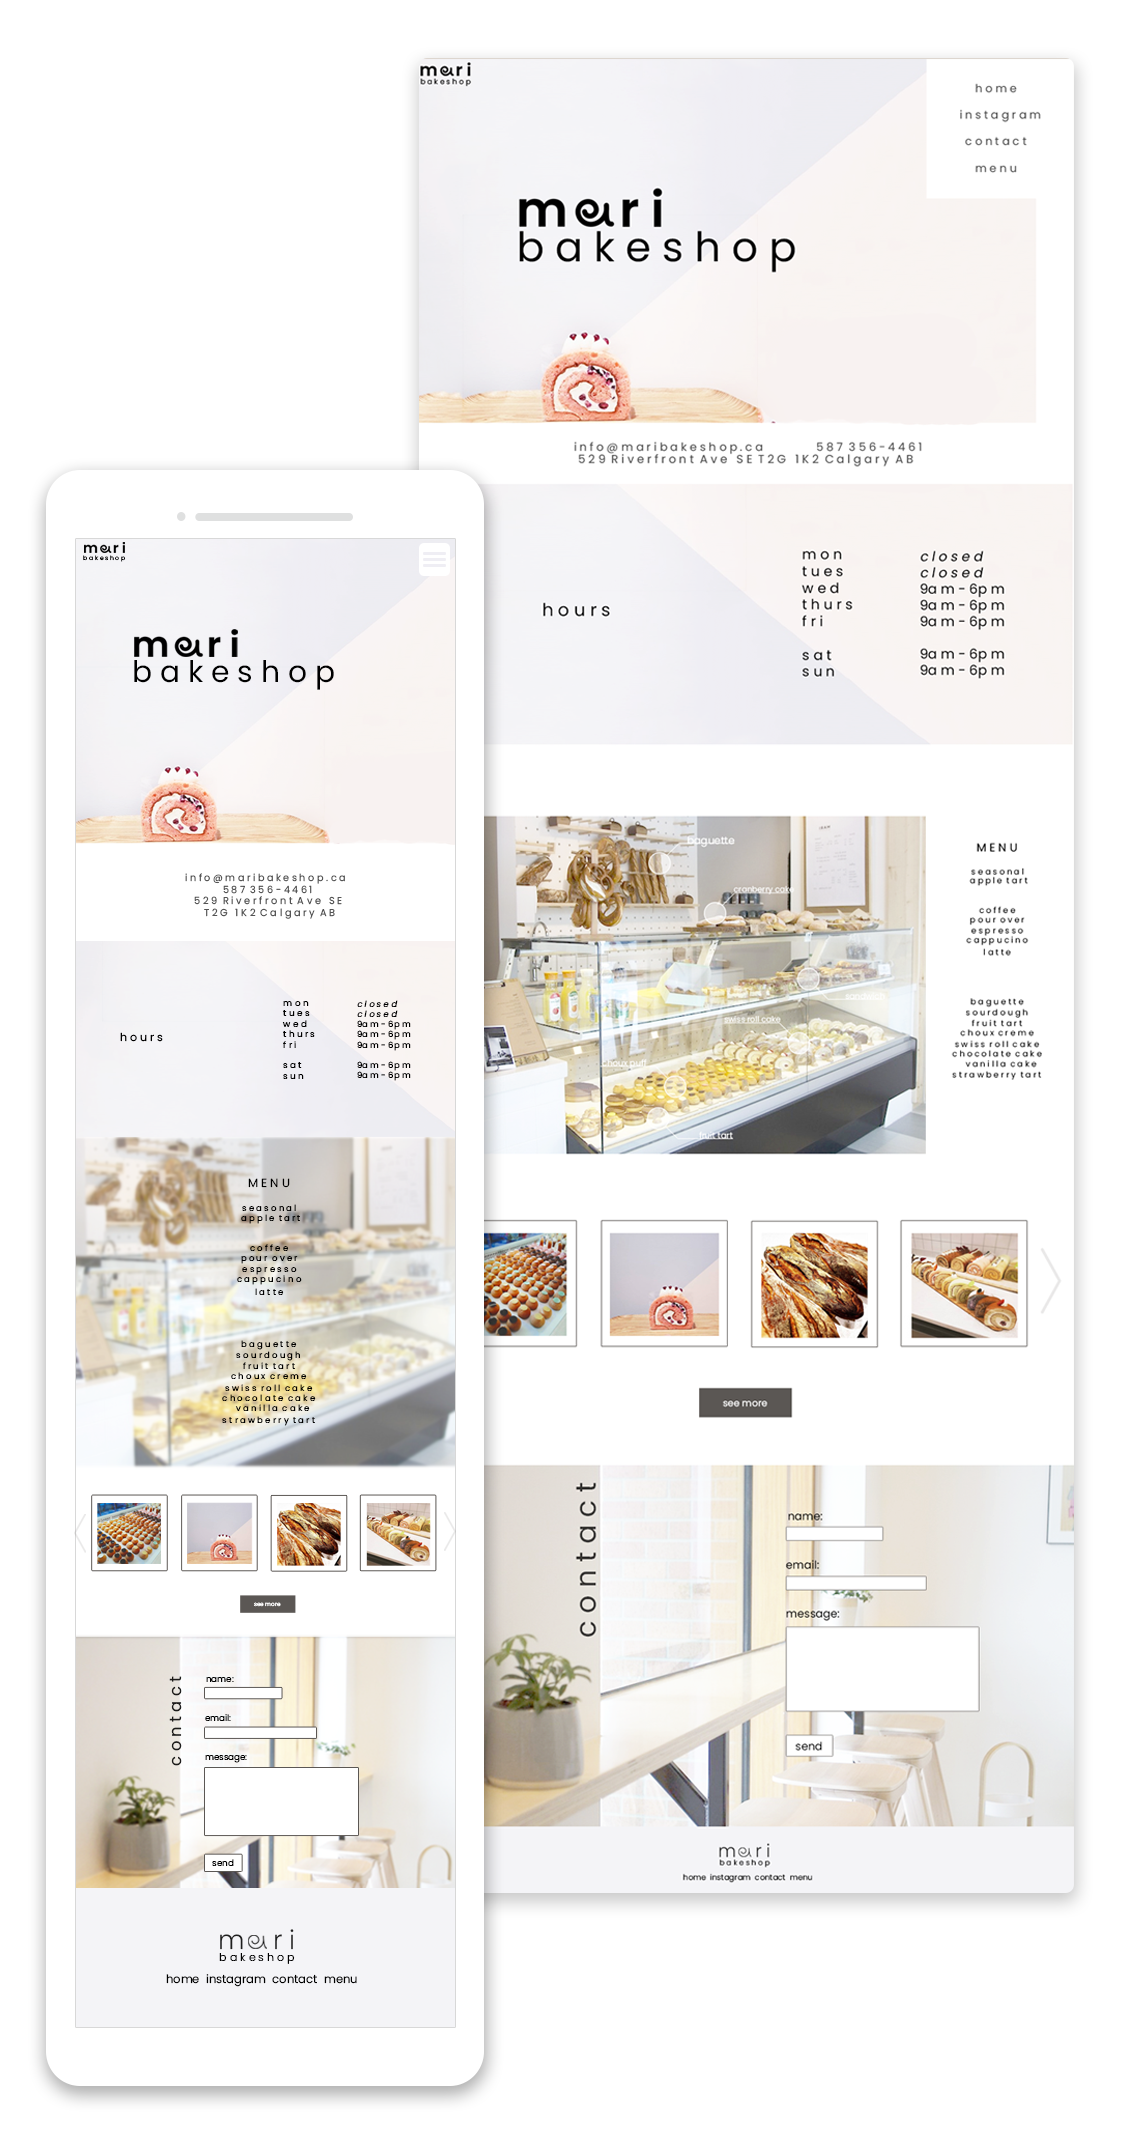 mari
bakeshop
home
instagram
contact
menu
mari
bakeshop
info@maribakeshop.ca 587 356-4461
529 Riverfront Ave SE T2G 1K2 Calgary AB
hours
mon closed
tues closed
wed 9am-6pm
thurs 9am-6pm
fri 9am-6pm
sat 9am-6pm
sun 9am-6pm
baguette
cranberry cake
sandwich
swiss roll cake
choux puff
fruit tart
MENU
seasonal
apple tart
coffee
pour over
espresso
cappucino
latte
baguette
sourdough
fruit tart
choux creme
swiss roll cake
chocolate cake
vanilla cake
strawberry tart
see more
contact
name:
email:
message:
send
mari
bakeshop
home instagram contact menu
mari
bakeshop
mari
bakeshop
info@maribakeshop.ca
587 356-4461
529 Riverfront Ave SE
T2G 1K2 Calgary AB
hours
mon closed
tues closed
wed 9am-6pm
thurs 9am-6pm
fri 9am-6pm
sat 9am-6pm
sun 9am-6pm
MENU
seasonal
apple tart
coffee
pour over
espresso
cappucino
latte
baguette
sourdough
fruit tart
choux creme
swiss roll cake
chocolate cake
vanilla cake
strawberry tart
see more
contact
name:
email:
message:
send
mari
bakeshop
home instagram contact menu